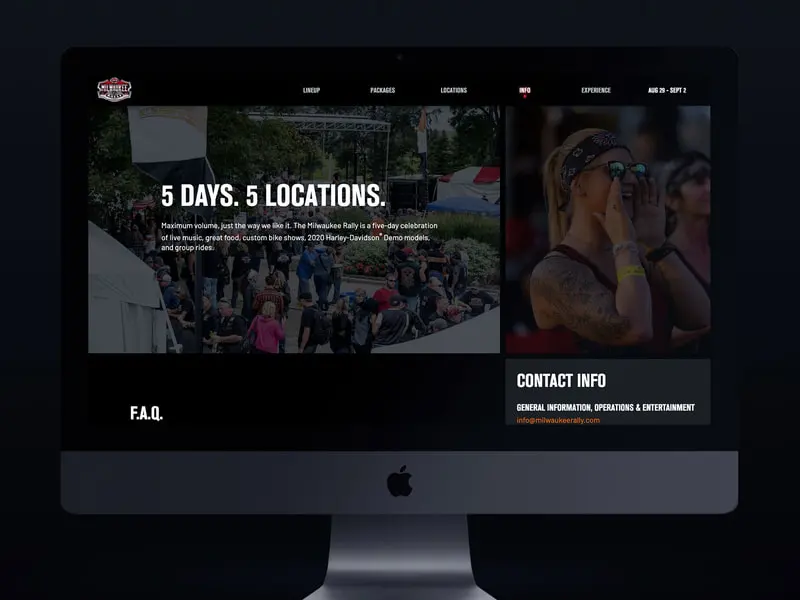 MILWAUKEE
LINEUP
PACKAGES
LOCATIONS
INFO
EXPERIENCE
AUG 29 - SEPT 2
5 DAYS. 5 LOCATIONS.
Maximum volume, just the way we like it. The Milwaukee Rally is a five-day celebration
of live music, great food, custom bike shows, 2020 Harley-Davidson® Demo models,
and group rides.
CONTACT INFO
GENERAL INFORMATION, OPERATIONS & ENTERTAINMENT
info@milwaukeerally.com
F.A.Q.